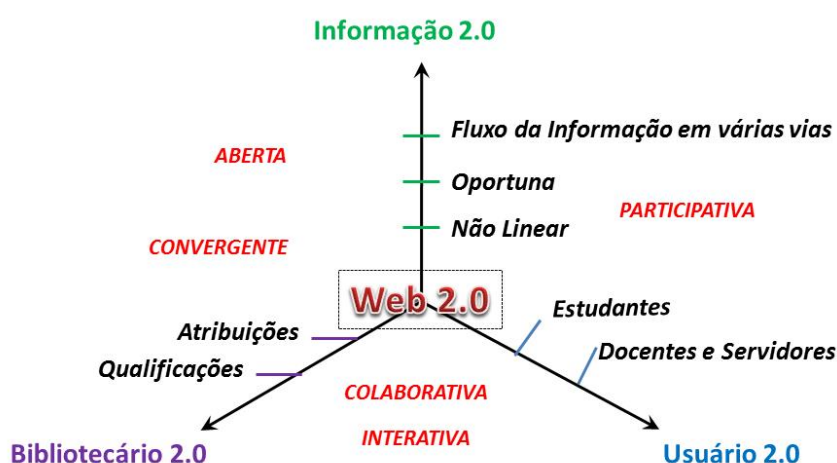 Informação 2.0
Fluxo da Informação em várias vias
ABERTA
Oportuna
PARTICIPATIVA
Não Linear
CONVERGENTE
Web 2.0
Estudantes
Atribuições
Docentes e Servidores
Qualificações
COLABORATIVA
INTERATIVA
Bibliotecário 2.0
Usuário 2.0